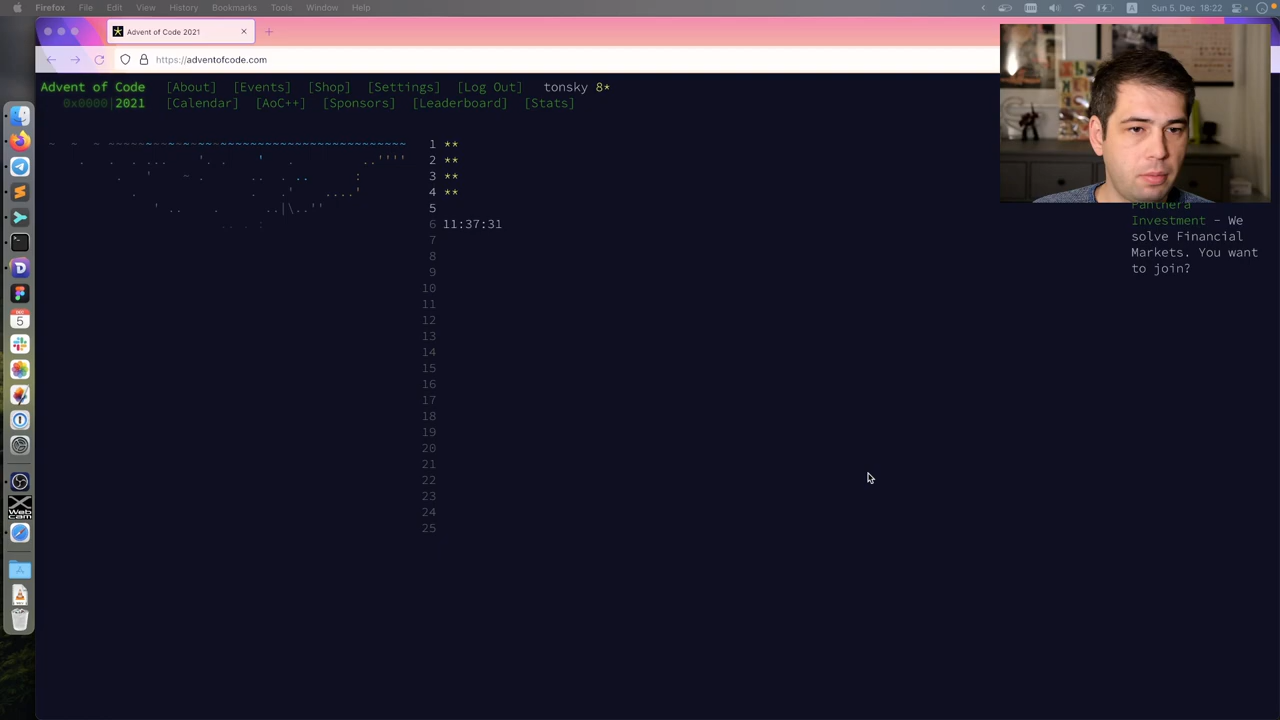 Firefox File Edit View History Bookmarks Tools Window Help
A Sun 5. Dec 18:22
Advent of Code 2021
https://adventofcode.com
Advent of Code [About] [Events] [Shop] [Settings] [Log Out] tonsky 8*
0x0000|2021 [Calendar] [AoC++] [Sponsors] [Leaderboard] [Stats]
1 **
2 **
3 **
4 **
5
6 11:37:31
7
8
9
10
11
12
13
14
15
16
17
18
19
20
21
22
23
24
25
Panthera
Investment - We
solve Financial
Markets. You want
to join?
DEC
5
Web
cam